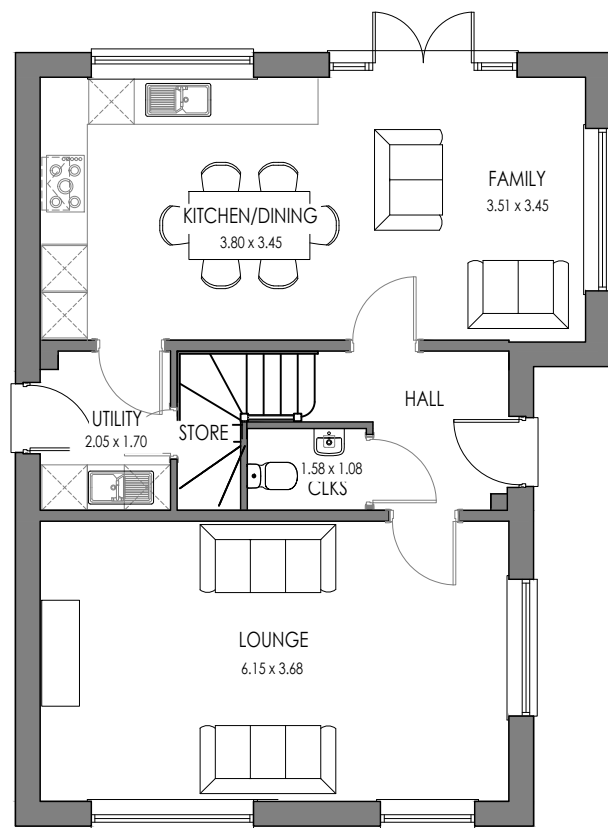 KITCHEN/DINING
3.80 x 3.45
FAMILY
3.51 x 3.45
UTILITY
2.05 x 1.70
STORE
HALL
1.58 x 1.08
CLKS
LOUNGE
6.15 x 3.68